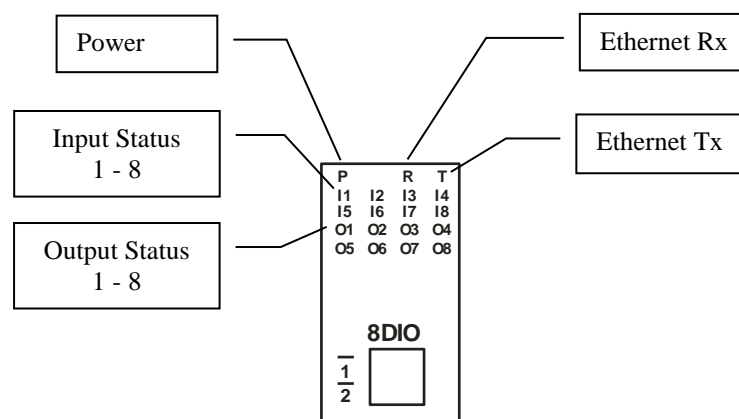 Power
Ethernet Rx
Input Status
1 - 8
Ethernet Tx
Output Status
1 - 8
P R T
I1 I2 I3 I4
I5 I6 I7 I8
O1 O2 O3 O4
O5 O6 O7 O8
8DIO
1
2